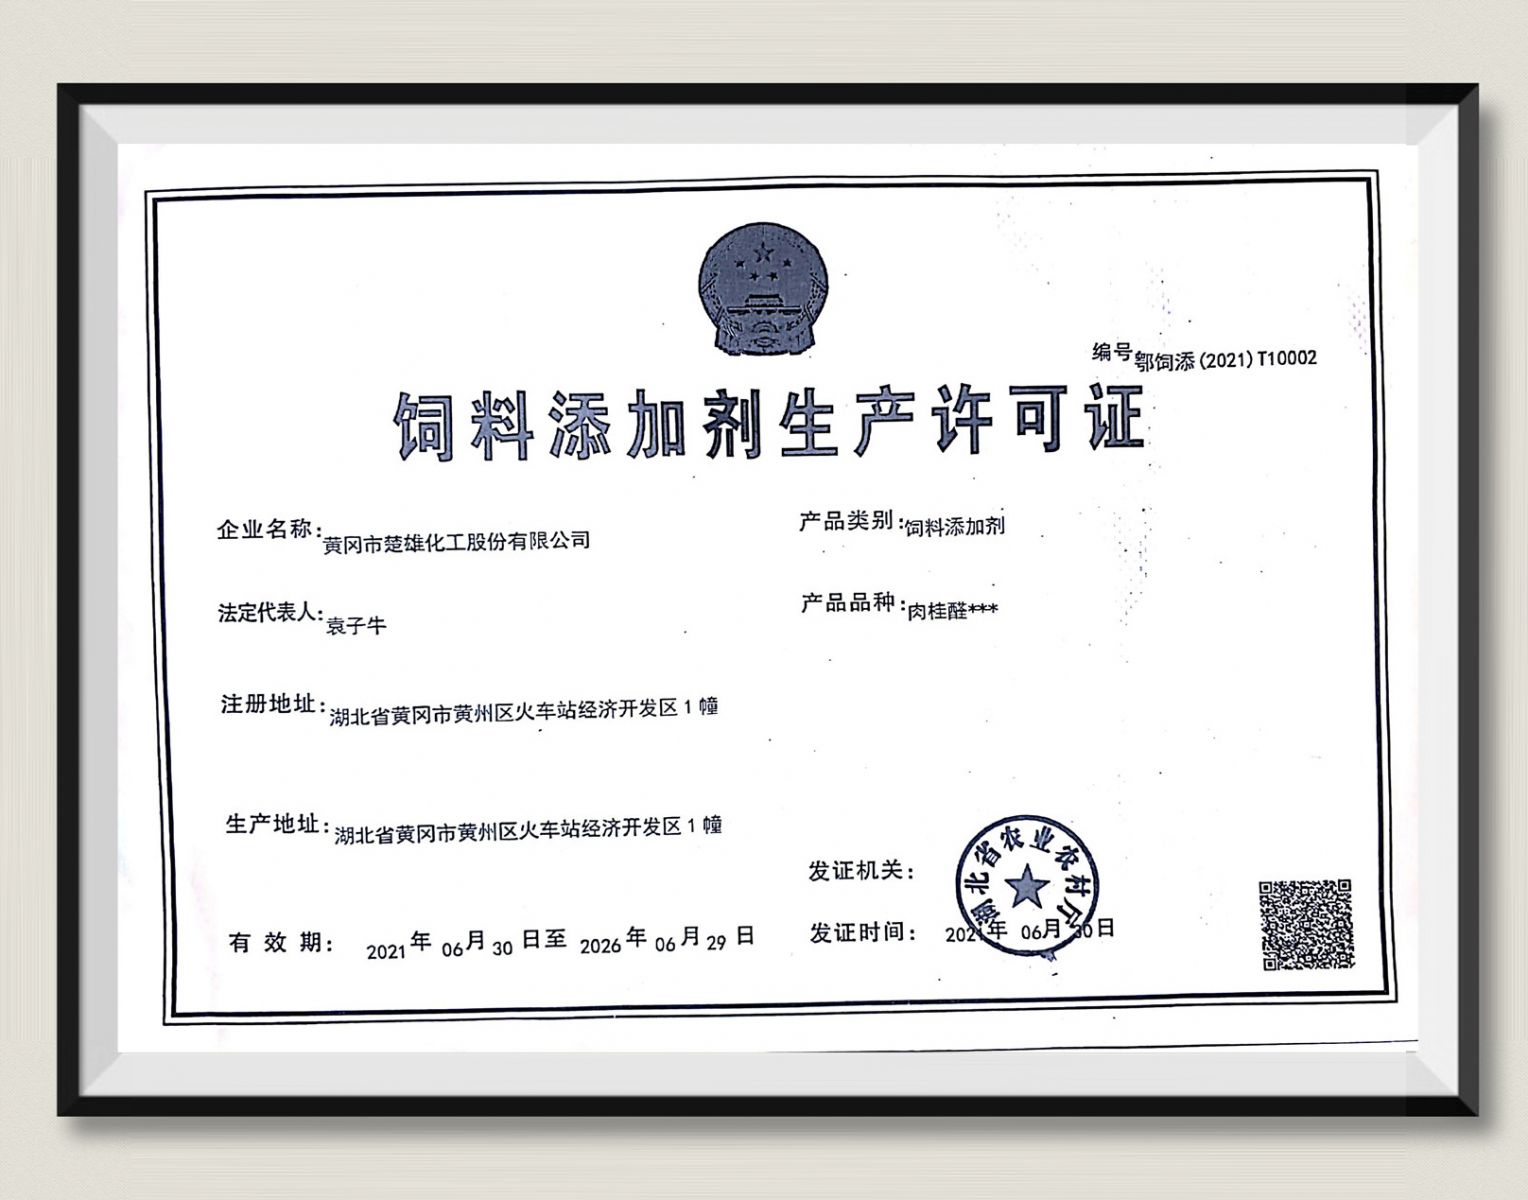 编号鄂饲添(2021)T10002
饲料添加剂生产许可证
企业名称:黄冈市楚雄化工股份有限公司
产品类别:饲料添加剂
法定代表人:袁子牛
产品品种:肉桂醛***
注册地址:湖北省黄冈市黄州区火车站经济开发区1幢
生产地址:湖北省黄冈市黄州区火车站经济开发区1幢
发证机关:
湖北省农业农村厅
有效期: 2021年06月30日至2026年06月29日
发证时间: 2021年06月30日